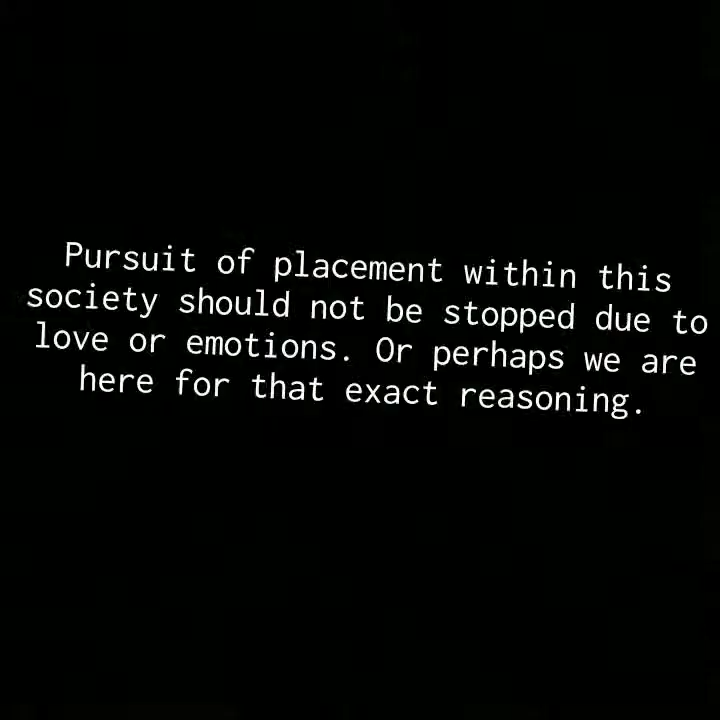 Pursuit of placement within this
society should not be stopped due to
love or emotions. Or perhaps we are
here for that exact reasoning.